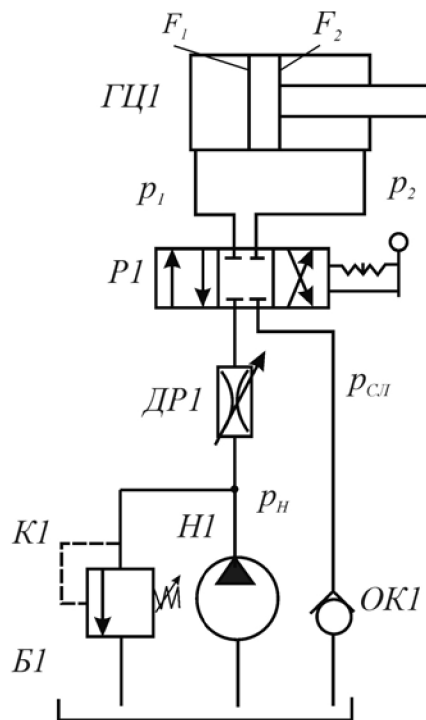 F₁ F₂
ГЦ1
p₁ p₂
Р1
ДР1
pСЛ
К1 Н1 pН
Б1 ОК1